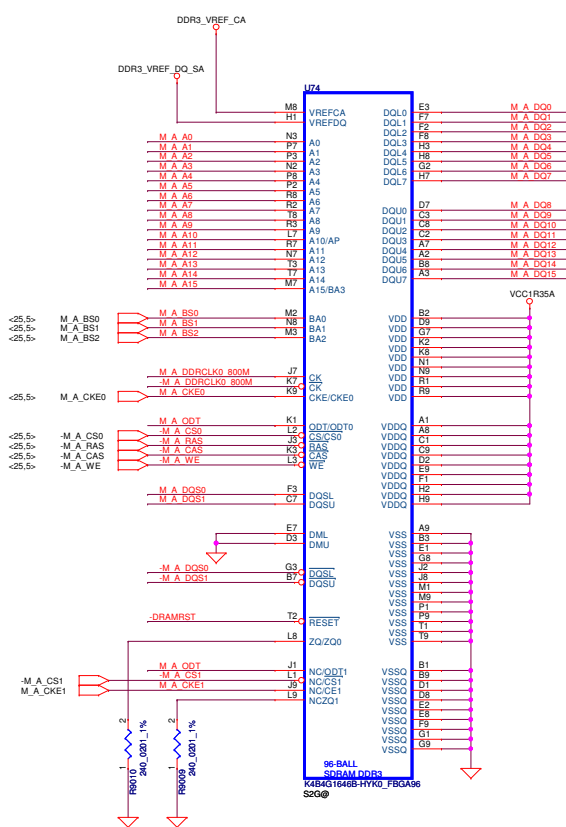 DDR3_VREF_CA
DDR3_VREF_DQ_SA
U74
M8 VREFCA DQL0 E3 M_A_DQ0
H1 VREFDQ DQL1 F7 M_A_DQ1
DQL2 F2 M_A_DQ2
M_A_A0 N3 A0 DQL3 F8 M_A_DQ3
M_A_A1 P7 A1 DQL4 H3 M_A_DQ4
M_A_A2 P3 A2 DQL5 H8 M_A_DQ5
M_A_A3 N2 A3 DQL6 G2 M_A_DQ6
M_A_A4 P8 A4 DQL7 H7 M_A_DQ7
M_A_A5 P2 A5
M_A_A6 R8 A6
M_A_A7 R2 A7 DQU0 D7 M_A_DQ8
M_A_A8 T8 A8 DQU1 C3 M_A_DQ9
M_A_A9 R3 A9 DQU2 C8 M_A_DQ10
M_A_A10 L7 A10/AP DQU3 C2 M_A_DQ11
M_A_A11 R7 A11 DQU4 A7 M_A_DQ12
M_A_A12 N7 A12 DQU5 A2 M_A_DQ13
M_A_A13 T3 A13 DQU6 B8 M_A_DQ14
M_A_A14 T7 A14 DQU7 A3 M_A_DQ15
M_A_A15 M7 A15/BA3
VCC1R35A
<25,5> M_A_BS0 M_A_BS0 M2 BA0 VDD B2
<25,5> M_A_BS1 M_A_BS1 N8 BA1 VDD D9
<25,5> M_A_BS2 M_A_BS2 M3 BA2 VDD G7
VDD K2
VDD K8
VDD N1
M_A_DDRCLK0_800M J7 CK VDD N9
-M_A_DDRCLK0_800M K7 CK VDD R1
<25,5> M_A_CKE0 M_A_CKE0 K9 CKE/CKE0 VDD R9
M_A_ODT K1 ODT/ODT0 VDDQ A1
<25,5> -M_A_CS0 -M_A_CS0 L2 CS/CS0 VDDQ A8
<25,5> -M_A_RAS -M_A_RAS J3 RAS VDDQ C1
<25,5> -M_A_CAS -M_A_CAS K3 CAS VDDQ C9
<25,5> -M_A_WE -M_A_WE L3 WE VDDQ D2
VDDQ E9
VDDQ F1
M_A_DQS0 F3 DQSL VDDQ H2
M_A_DQS1 C7 DQSU VDDQ H9
E7 DML VSS A9
D3 DMU VSS B3
VSS E1
VSS G8
-M_A_DQS0 G3 DQSL VSS J2
-M_A_DQS1 B7 DQSU VSS J8
VSS M1
VSS M9
VSS P1
-DRAMRST T2 RESET VSS P9
VSS T1
L8 ZQ/ZQ0 VSS T9
M_A_ODT J1 NC/ODT1 VSSQ B1
-M_A_CS1 -M_A_CS1 L1 NC/CS1 VSSQ B9
M_A_CKE1 M_A_CKE1 J9 NC/CE1 VSSQ D1
L9 NCZQ1 VSSQ D8
VSSQ E2
VSSQ E8
VSSQ F9
VSSQ G1
VSSQ G9
2 1 R9010 240_0201_1%
2 1 R9009 240_0201_1%
96-BALL
SDRAM DDR3
K4B4G1646B-HYK0_FBGA96
S2G@